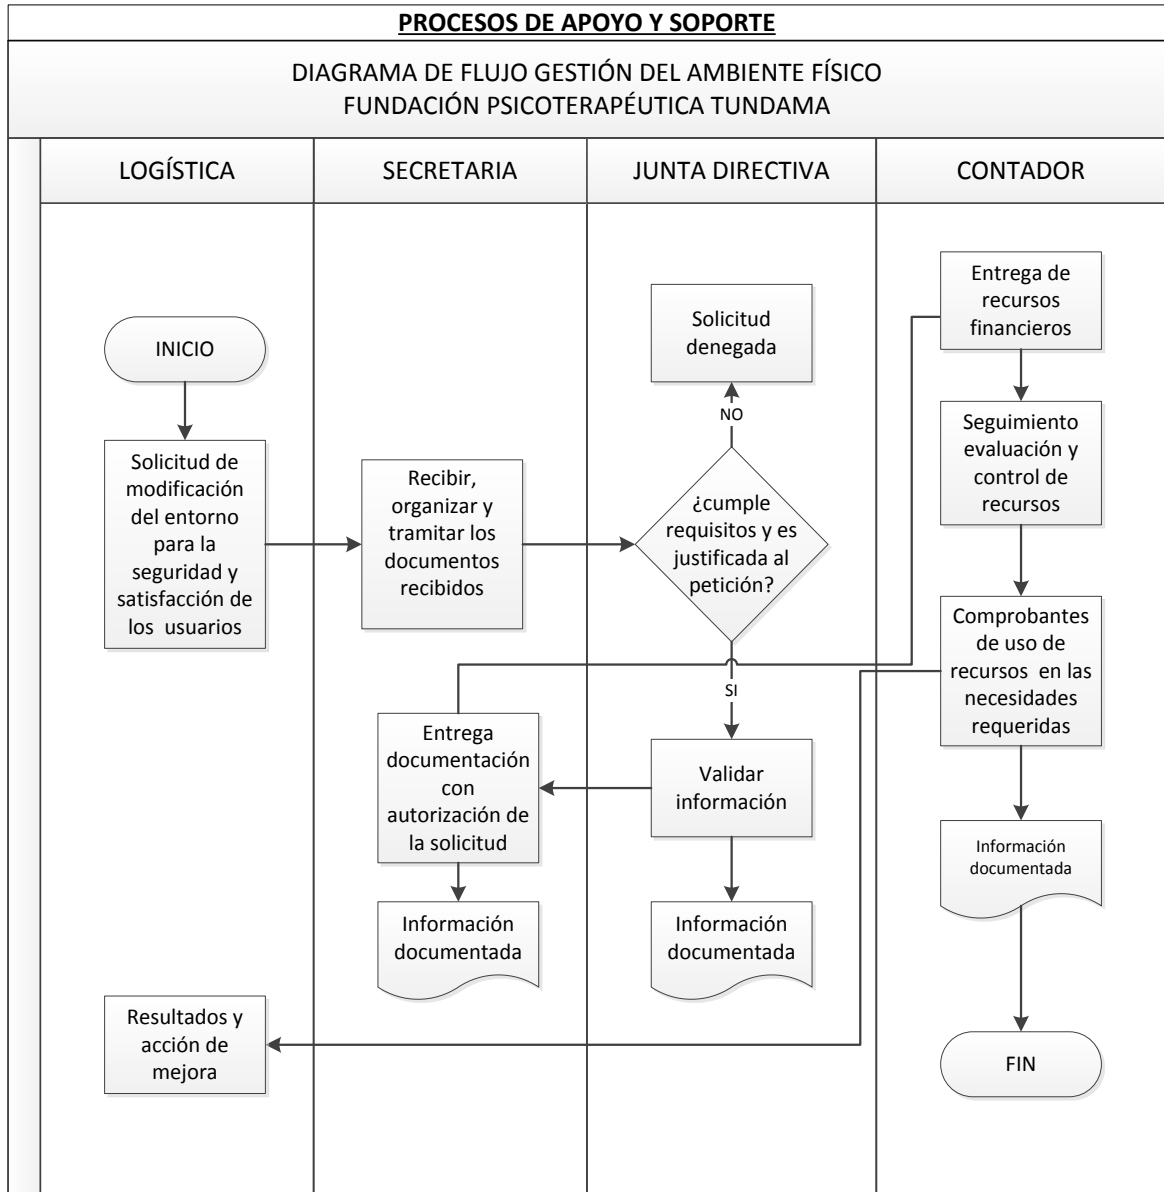 PROCESOS DE APOYO Y SOPORTE
DIAGRAMA DE FLUJO GESTIÓN DEL AMBIENTE FÍSICO
FUNDACIÓN PSICOTERAPÉUTICA TUNDAMA
LOGÍSTICA
SECRETARIA
JUNTA DIRECTIVA
CONTADOR
INICIO
Solicitud de
modificación
del entorno
para la
seguridad y
satisfacción de
los usuarios
Recibir,
organizar y
tramitar los
documentos
recibidos
Solicitud
denegada
NO
¿cumple
requisitos y es
justificada al
petición?
SI
Validar
información
Información
documentada
Entrega
documentación
con
autorización de
la solicitud
Información
documentada
Entrega de
recursos
financieros
Seguimiento
evaluación y
control de
recursos
Comprobantes
de uso de
recursos en las
necesidades
requeridas
Información
documentada
FIN
Resultados y
acción de
mejora